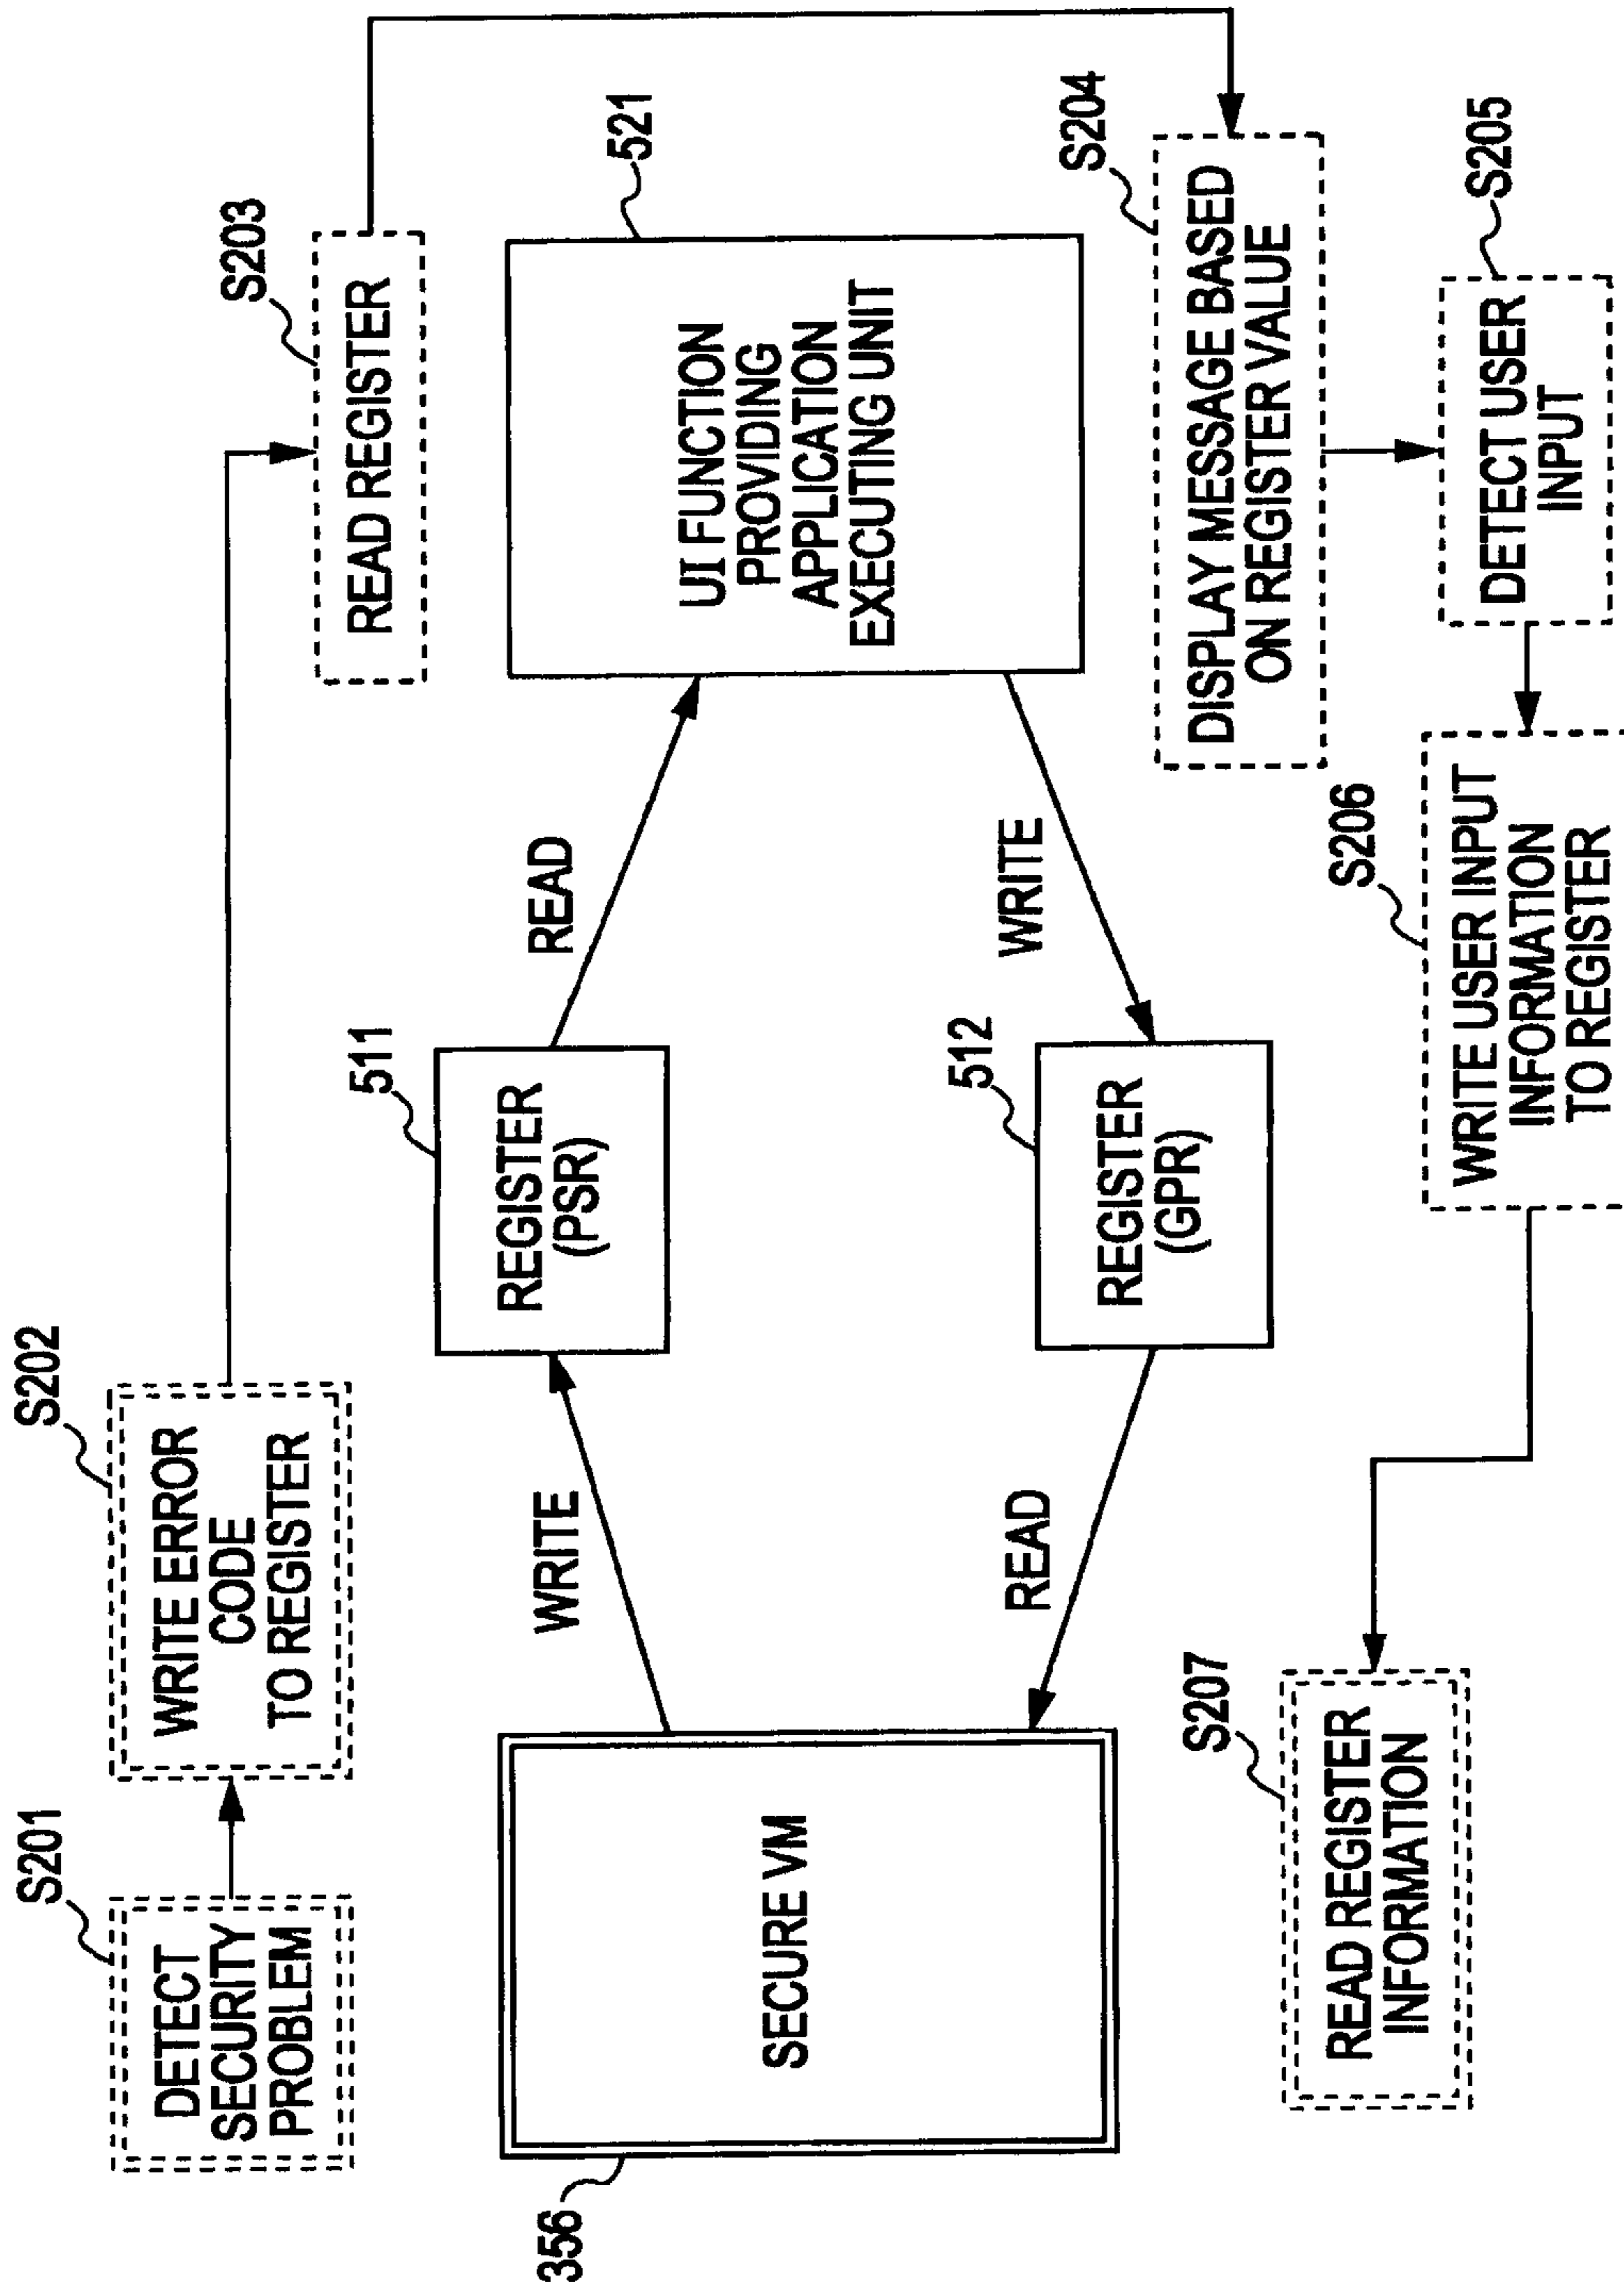 S201
DETECT
SECURITY
PROBLEM
S202
WRITE ERROR
CODE
TO REGISTER
S203
READ REGISTER
356
SECURE VM
WRITE
511
REGISTER
(PSR)
READ
521
UI FUNCTION
PROVIDING
APPLICATION
EXECUTING UNIT
READ
512
REGISTER
(GPR)
WRITE
S204
DISPLAY MESSAGE BASED
ON REGISTER VALUE
S207
READ REGISTER
INFORMATION
S206
WRITE USER INPUT
INFORMATION
TO REGISTER
S205
DETECT USER
INPUT